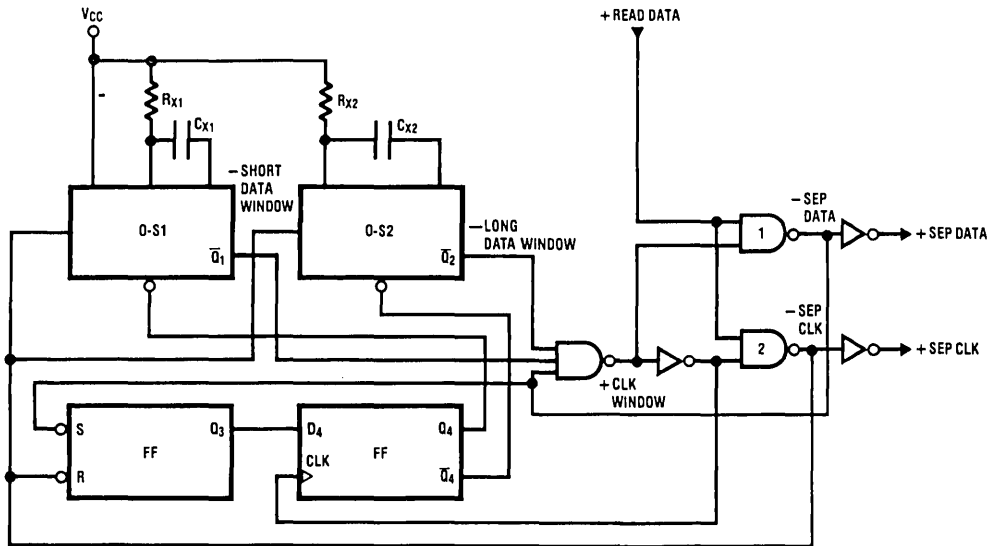 VCC
+ READ DATA
RX1
CX1
RX2
CX2
– SHORT
DATA
WINDOW
O-S1
Q̅1
O-S2
Q̅2
– LONG
DATA WINDOW
1
– SEP
DATA
+ SEP DATA
2
– SEP
CLK
+ SEP CLK
+ CLK
WINDOW
S
R
FF
Q3
D4
CLK
FF
Q4
Q̅4